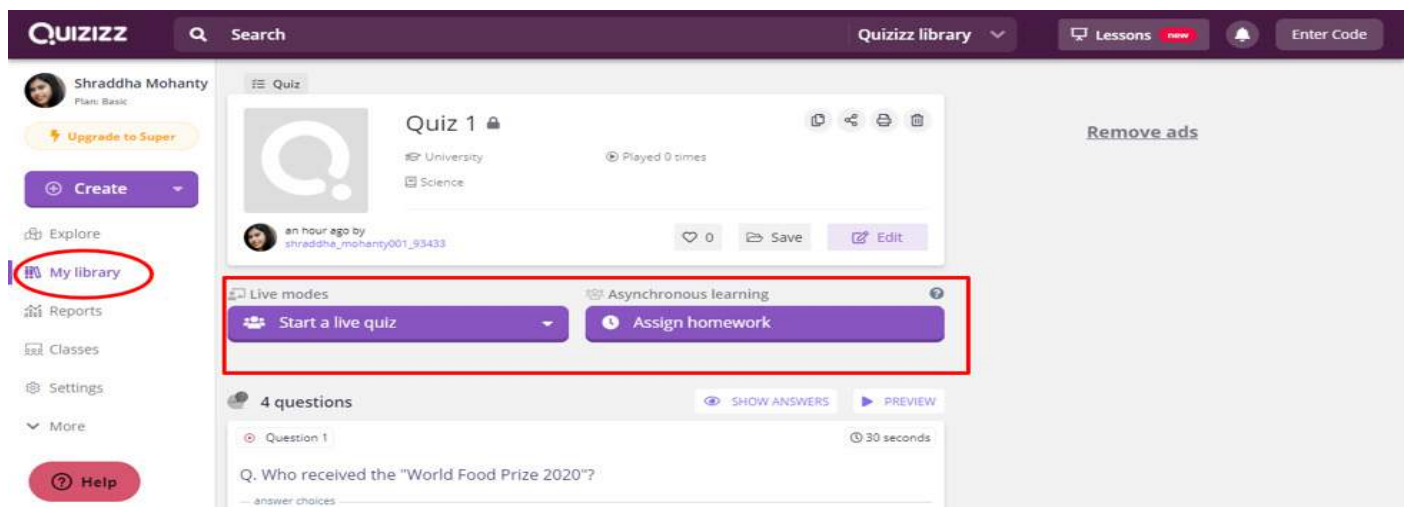 QUIZIZZ Search Quizizz library Lessons new Enter Code
Shraddha Mohanty
Plan: Basic
Upgrade to Super
Create
Explore
My library
Reports
Classes
Settings
More
Help
Quiz
Quiz 1
University Played 0 times
Science
an hour ago by
shraddha_mohanty001_93433
0 Save Edit
Live modes Asynchronous learning
Start a live quiz Assign homework
4 questions SHOW ANSWERS PREVIEW
Question 1 30 seconds
Q. Who received the "World Food Prize 2020"?
answer choices
Remove ads